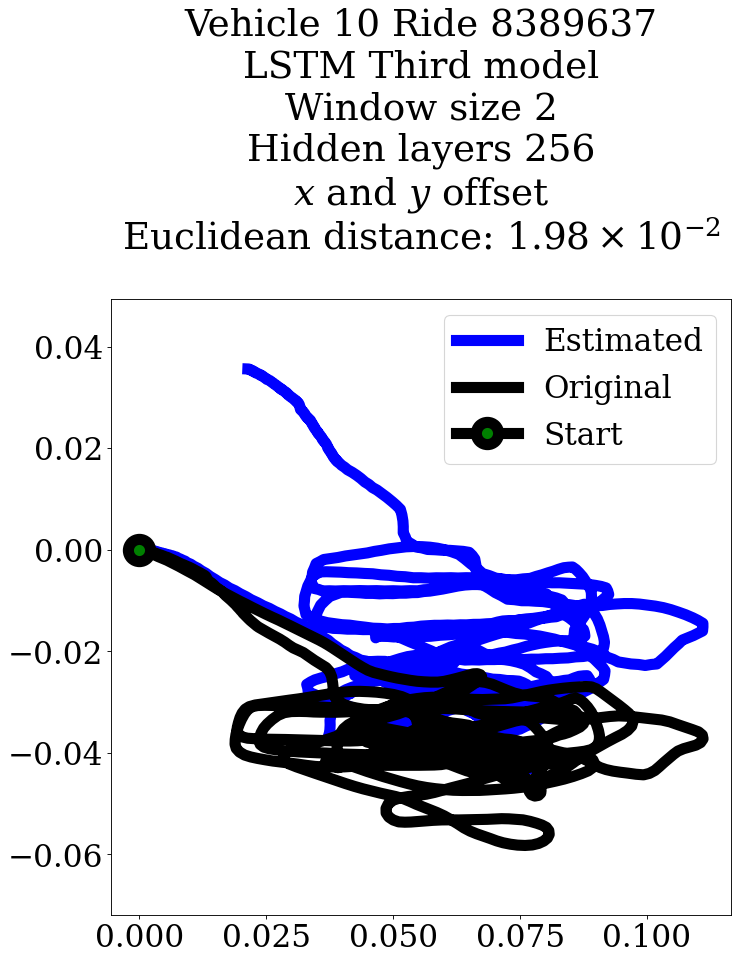 Vehicle 10 Ride 8389637
LSTM Third model
Window size 2
Hidden layers 256
x and y offset
Euclidean distance: 1.98 × 10⁻²
Estimated
Original
Start
0.04
0.02
0.00
−0.02
−0.04
−0.06
0.000 0.025 0.050 0.075 0.100